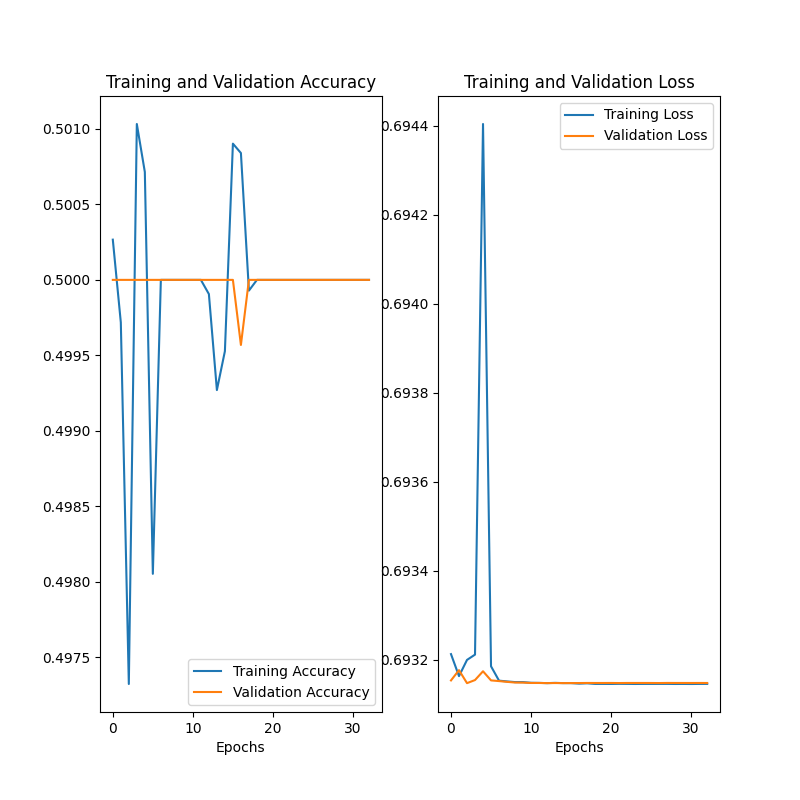 Training and Validation Accuracy
0.5010
0.5005
0.5000
0.4995
0.4990
0.4985
0.4980
0.4975
0 10 20 30
Epochs
Training Accuracy
Validation Accuracy
Training and Validation Loss
0.6944
0.6942
0.6940
0.6938
0.6936
0.6934
0.6932
0 10 20 30
Epochs
Training Loss
Validation Loss